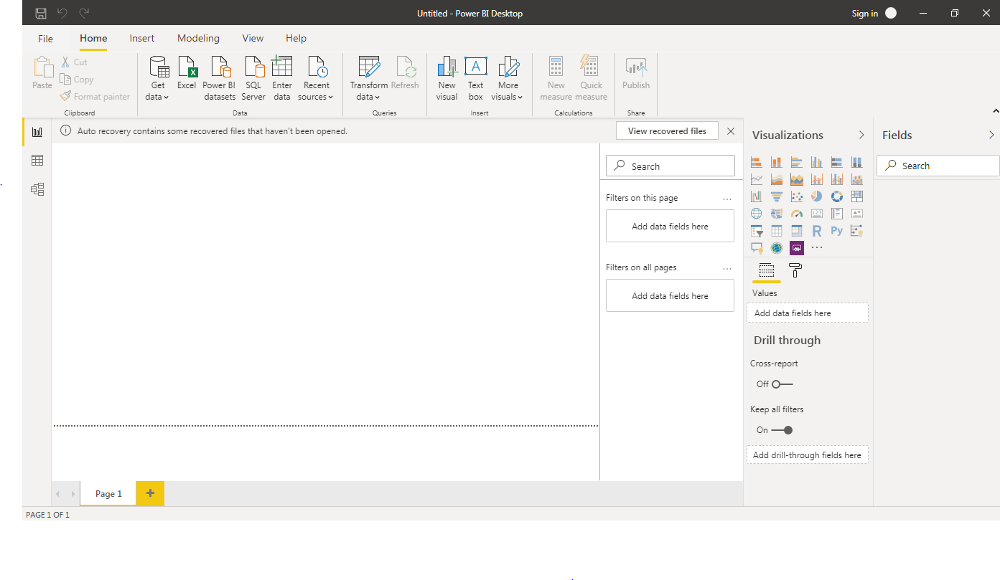 Untitled - Power BI Desktop
Sign in
File
Home
Insert
Modeling
View
Help
Paste
Cut
Copy
Format painter
Clipboard
Get
data
Excel
Power BI
datasets
SQL
Server
Enter
data
Recent
sources
Data
Transform
data
Refresh
Queries
New
visual
Text
box
More
visuals
Insert
New
measure
Quick
measure
Calculations
Publish
Share
Auto recovery contains some recovered files that haven't been opened.
View recovered files
Search
Filters on this page
...
Add data fields here
Filters on all pages
...
Add data fields here
Visualizations
123
R
Py
...
Values
Add data fields here
Drill through
Cross-report
Off
Keep all filters
On
Add drill-through fields here
Fields
Search
Page 1
PAGE 1 OF 1